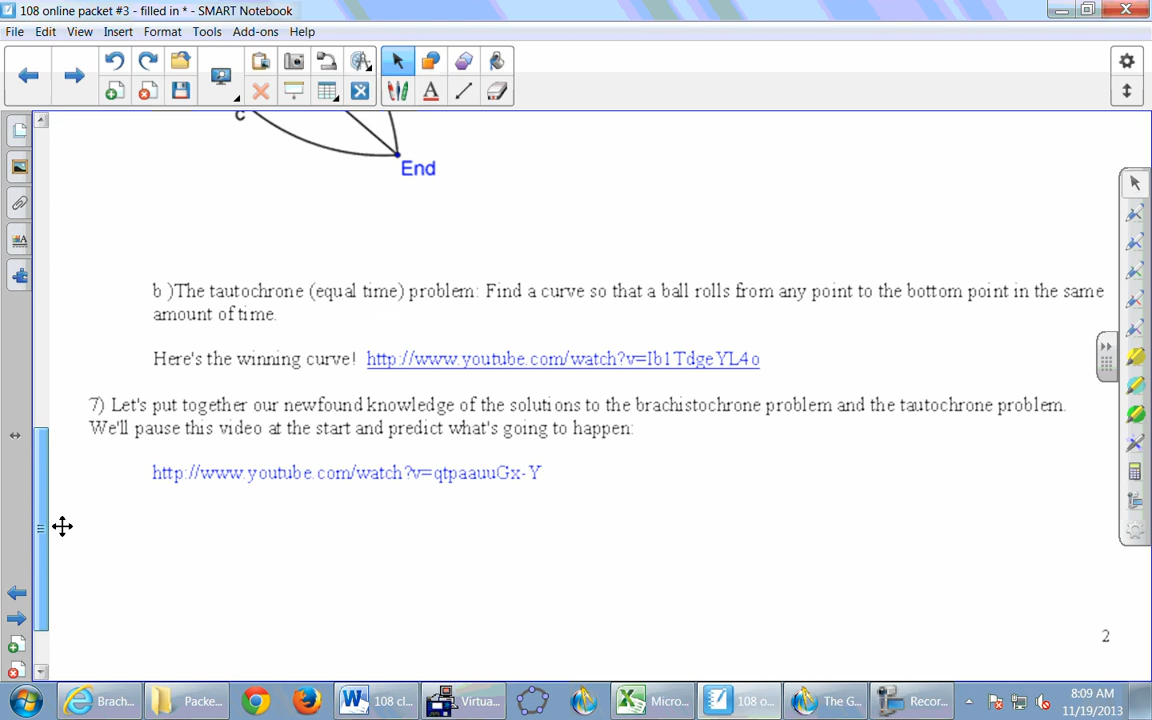 108 online packet #3 - filled in * - SMART Notebook
File Edit View Insert Format Tools Add-ons Help
C
End
b )The tautochrone (equal time) problem: Find a curve so that a ball rolls from any point to the bottom point in the same
amount of time.
Here's the winning curve! http://www.youtube.com/watch?v=Ib1TdgeYL4o
7) Let's put together our newfound knowledge of the solutions to the brachistochrone problem and the tautochrone problem.
We'll pause this video at the start and predict what's going to happen:
http://www.youtube.com/watch?v=qtpaauuGx-Y
2
Brach... Packe... 108 cl... Virtua... Micro... 108 o... The G... Recor... 8:09 AM
11/19/2013